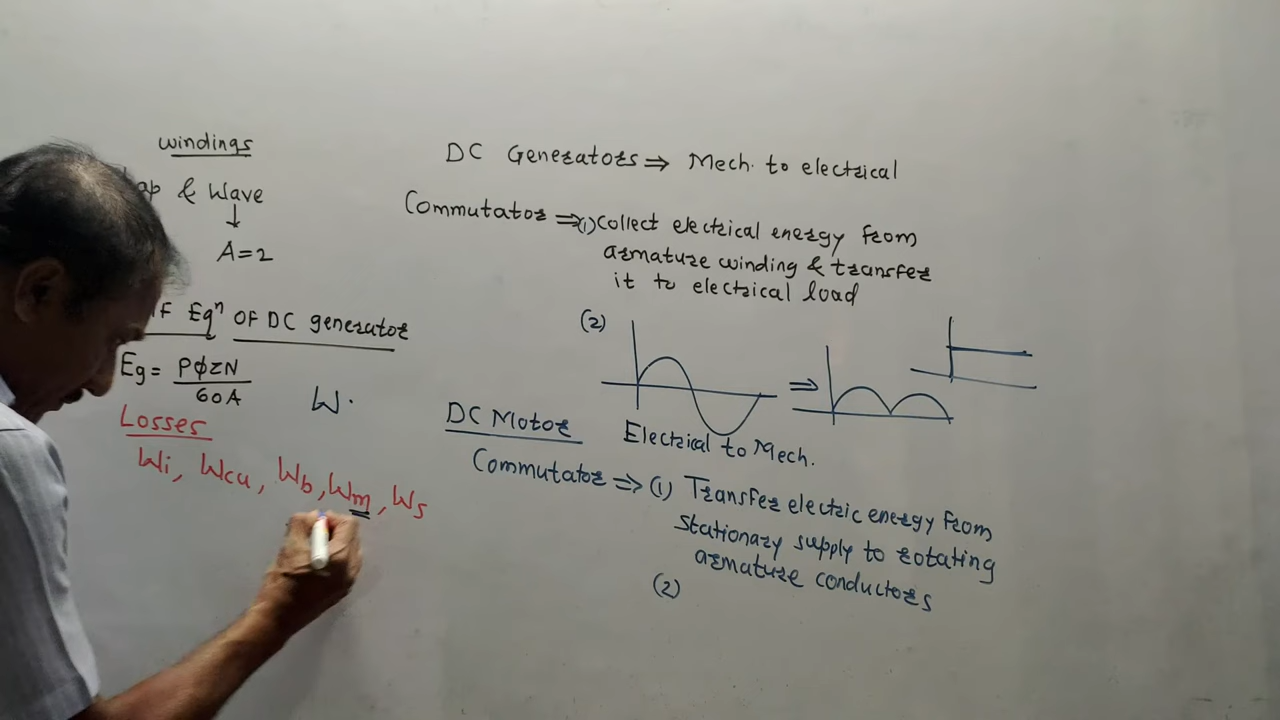 windings
& Wave
↓
A=2
Eqⁿ OF DC generator
Eg = PϕZN
60A
W.
Losses
Wi, Wcu, Wb, Wm, Ws
DC Generators ⇒ Mech. to electrical
Commutator ⇒ (1) Collect electrical energy from
armature winding & transfer
it to electrical load
(2)
⇒
DC Motor Electrical to Mech.
Commutator ⇒ (1) Transfer electric energy from
stationary supply to rotating
armature conductors
(2)